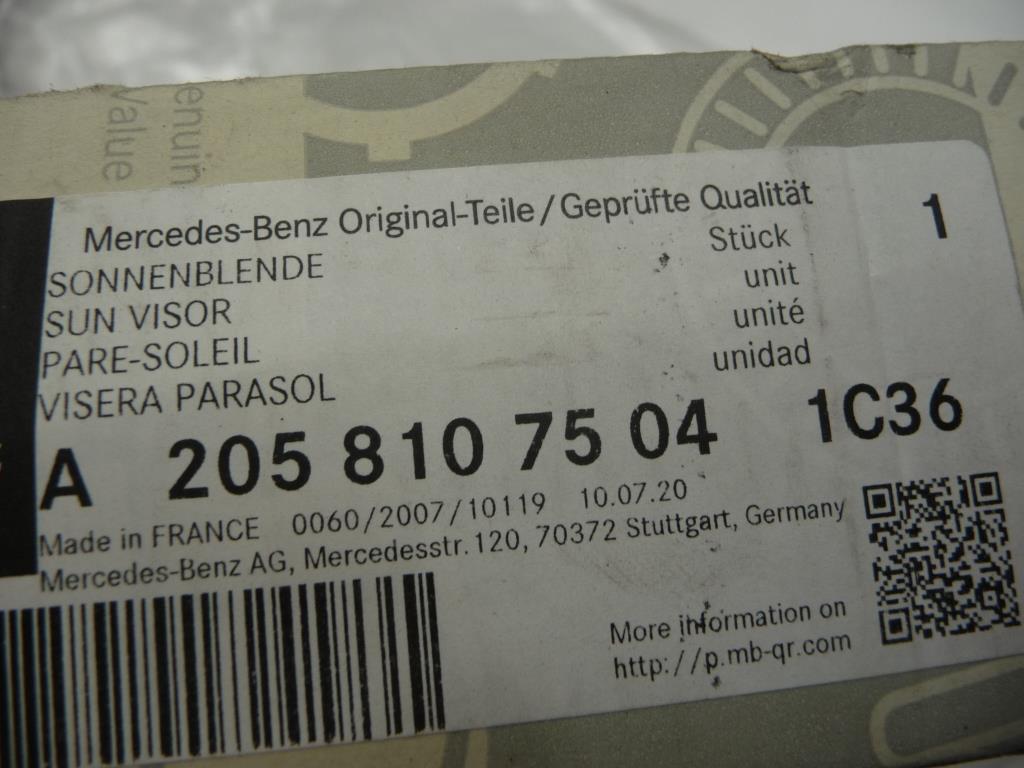 Mercedes-Benz Original-Teile/Geprüfte Qualität
SONNENBLENDE Stück 1
SUN VISOR unit
PARE-SOLEIL unité
VISERA PARASOL unidad
A 205 810 75 04 1C36
Made in FRANCE 0060/2007/10119 10.07.20
Mercedes-Benz AG, Mercedesstr. 120, 70372 Stuttgart, Germany
More information on
http://p.mb-qr.com
Value